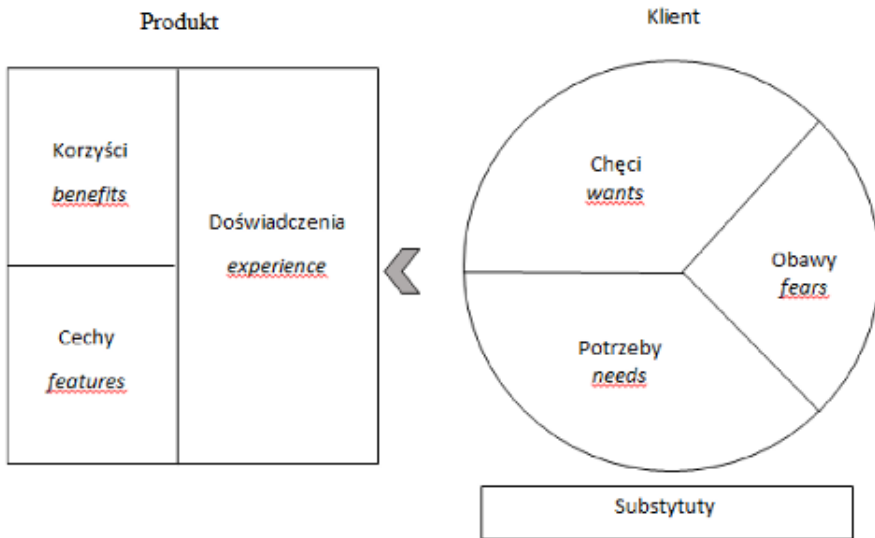 Produkt
Korzyści
benefits
Cechy
features
Doświadczenia
experience
Klient
Chęci
wants
Obawy
fears
Potrzeby
needs
Substytuty